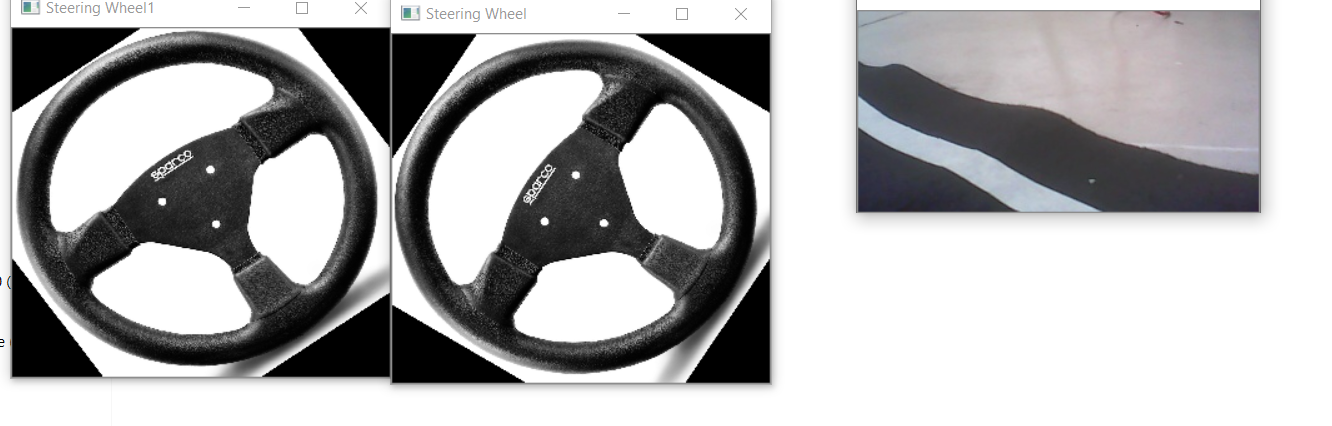 Steering Wheel1
Steering Wheel
sparco
sparco